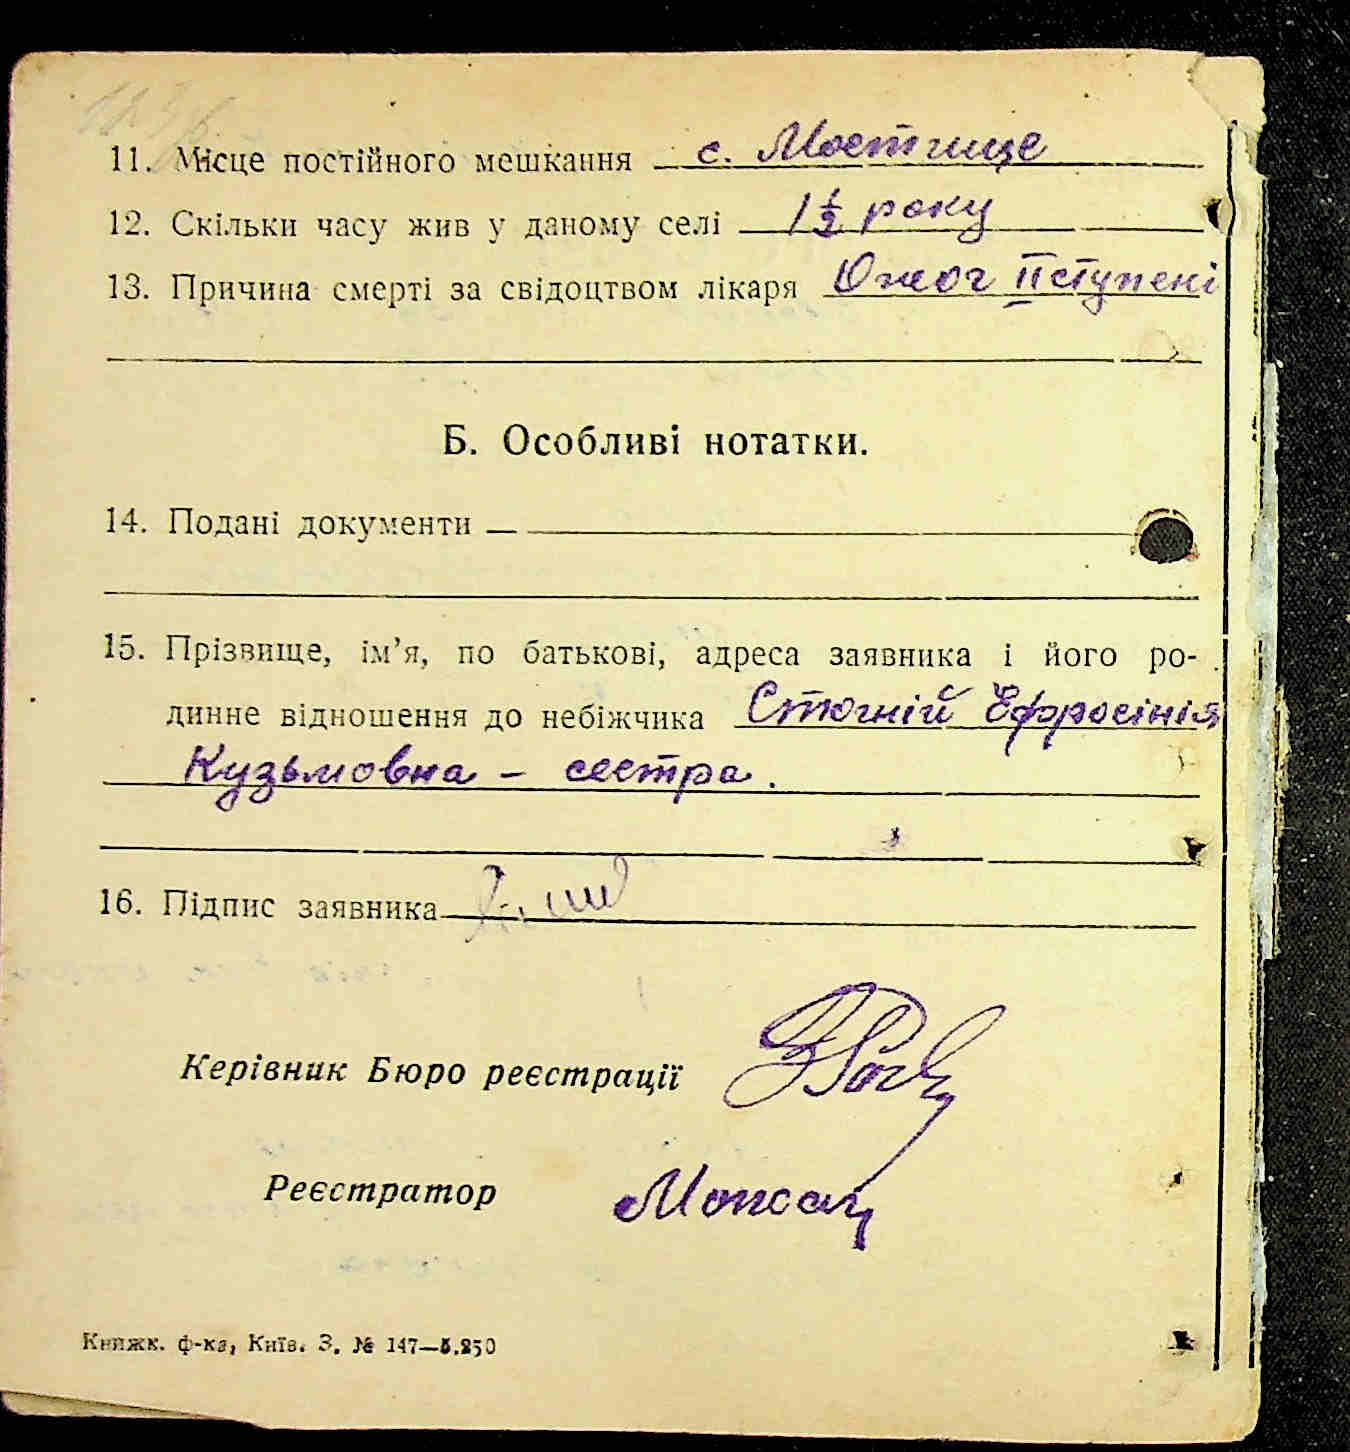 11. Місце постійного мешкання с. Мостище
12. Скільки часу жив у даному селі 1½ року
13. Причина смерті за свідоцтвом лікаря Ожог ІІ ступені
Б. Особливі нотатки.
14. Подані документи —
15. Прізвище, ім’я, по батькові, адреса заявника і його ро-
динне відношення до небіжчика Стогній Єфросінія
Кузьмовна – сестра.
16. Підпис заявника
Керівник Бюро реєстрації
Реєстратор
Книжк. ф-ка, Київ. З. № 147—5.250